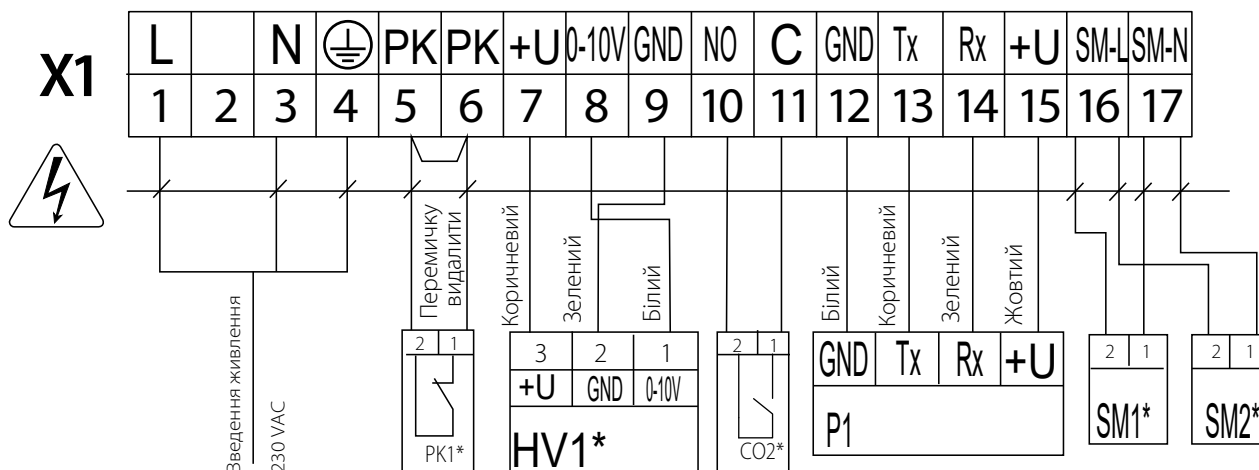 X1
L N PK PK +U 0-10V GND NO C GND Tx Rx +U SM-L SM-N
1 2 3 4 5 6 7 8 9 10 11 12 13 14 15 16 17
Зведення живлення
230 VAC
Перемичку
видалити
Коричневий
Зелений
Білий
Білий
Коричневий
Зелений
Жовтий
2 1
PK1*
3 2 1
+U GND 0-10V
HV1*
2 1
CO2*
GND Tx Rx +U
P1
2 1
SM1*
2 1
SM2*